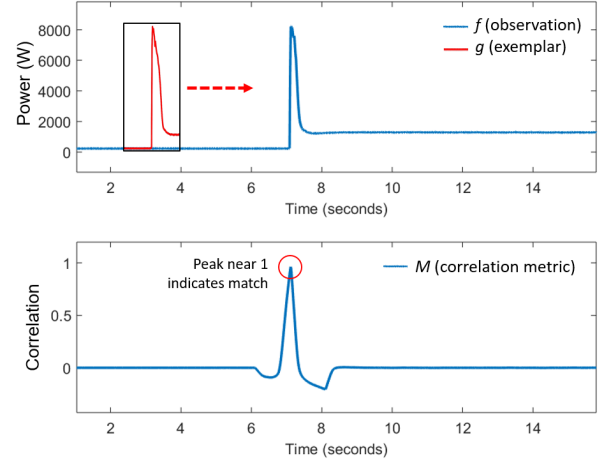 8000
6000
4000
2000
0
Power (W)
f (observation)
g (exemplar)
2
4
6
8
10
12
14
Time (seconds)
1
0.5
0
Correlation
Peak near 1
indicates match
M (correlation metric)
2
4
6
8
10
12
14
Time (seconds)